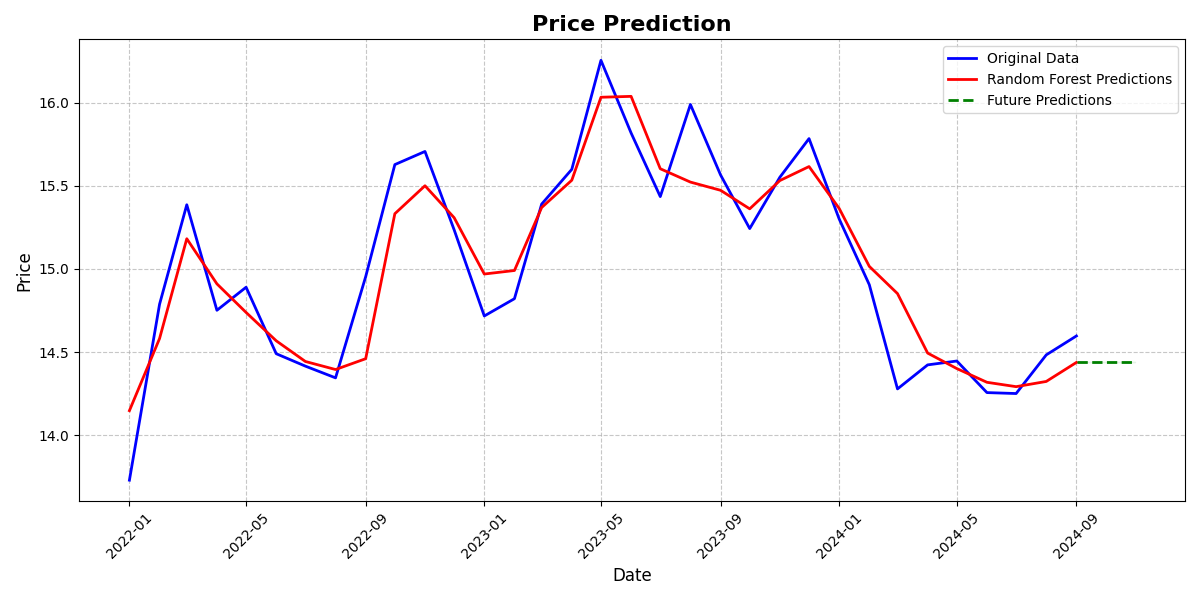 Price Prediction
Original Data
Random Forest Predictions
Future Predictions
Price
16.0
15.5
15.0
14.5
14.0
2022-01
2022-05
2022-09
2023-01
2023-05
2023-09
2024-01
2024-05
2024-09
Date